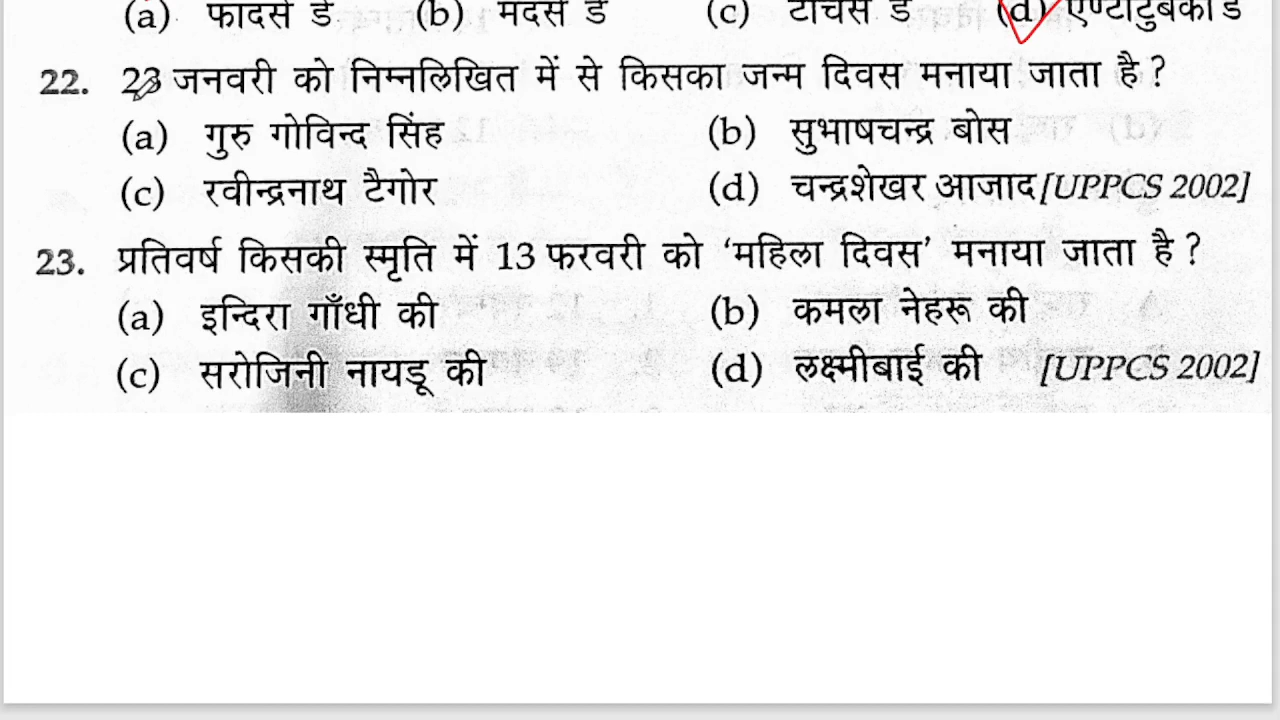 (a) फादर्स डे (b) मदर्स डे (c) टीचर्स डे (d) एण्टीटुबैको डे
22. 23 जनवरी को निम्नलिखित में से किसका जन्म दिवस मनाया जाता है ?
(a) गुरु गोविन्द सिंह (b) सुभाषचन्द्र बोस
(c) रवीन्द्रनाथ टैगोर (d) चन्द्रशेखर आजाद [UPPCS 2002]
23. प्रतिवर्ष किसकी स्मृति में 13 फरवरी को ‘महिला दिवस’ मनाया जाता है ?
(a) इन्दिरा गाँधी की (b) कमला नेहरू की
(c) सरोजिनी नायडू की (d) लक्ष्मीबाई की [UPPCS 2002]